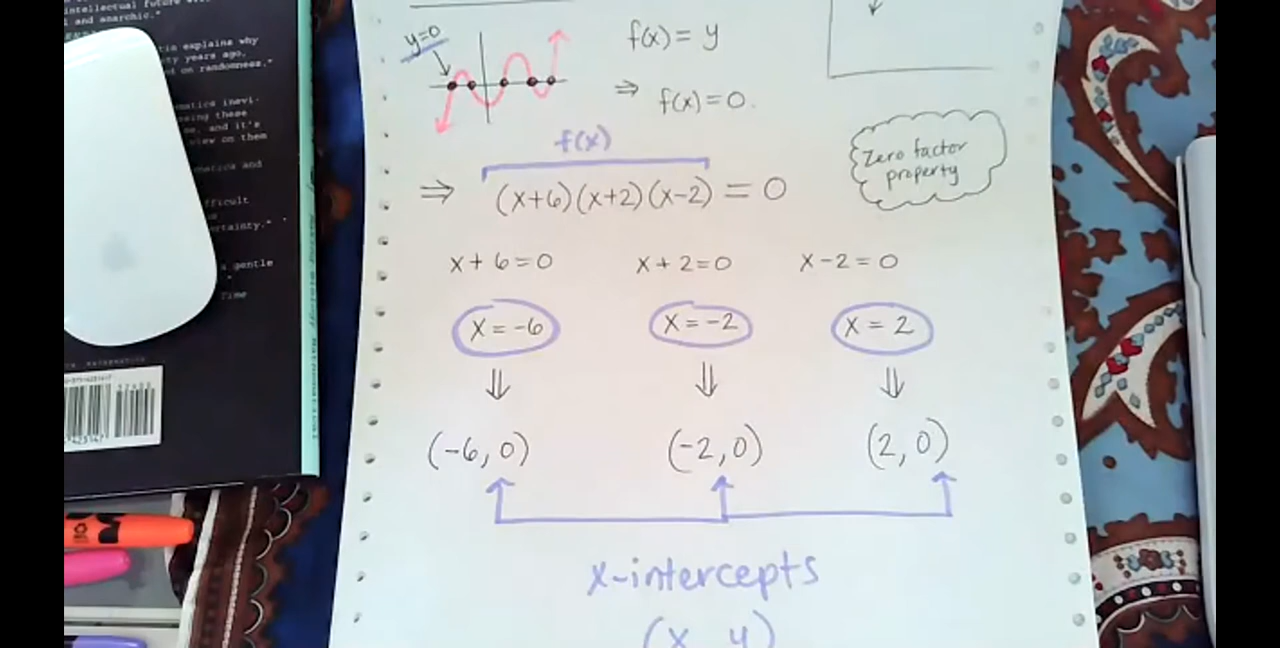 intellectual future
and anarchic."
explains why
years ago,
on randomness."
inevi-
these
and it's
view on them
and
difficult
gentle
Time
y=0
f(x) = y
⇒ f(x) = 0.
f(x)
⇒ (x+6)(x+2)(x-2) = 0
Zero factor
property
x+6=0 x+2=0 x-2=0
x=-6 x=-2 x=2
⇓ ⇓ ⇓
(-6,0) (-2,0) (2,0)
x-intercepts
(x, y)